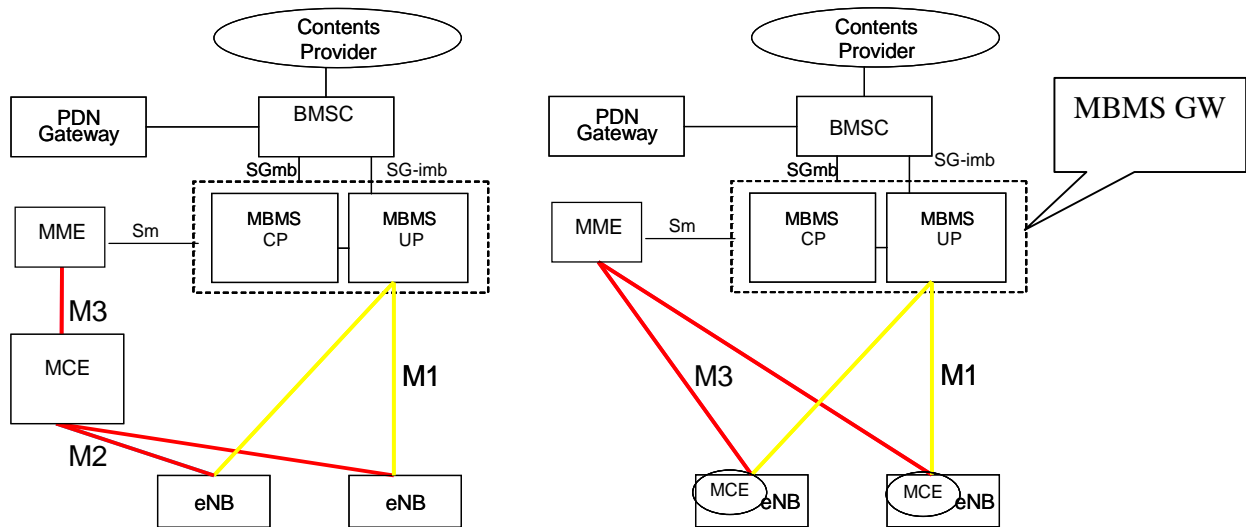 Contents
Provider
PDN
Gateway
BMSC
SGmb
SG-imb
MBMS
CP
MBMS
UP
MME
Sm
M3
MCE
M1
M2
eNB
eNB
Contents
Provider
MBMS GW
PDN
Gateway
BMSC
SGmb
SG-imb
MBMS
CP
MBMS
UP
MME
Sm
M3
M1
MCE
eNB
MCE
eNB